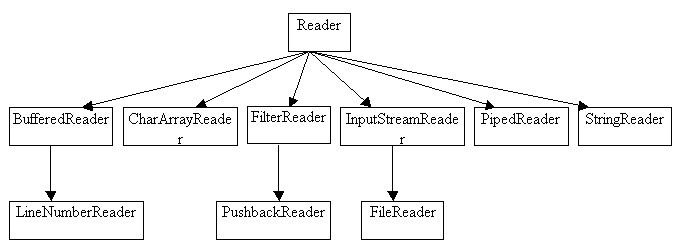 Reader
BufferedReader
CharArrayReade
r
FilterReader
InputStreamReade
r
PipedReader
StringReader
LineNumberReader
PushbackReader
FileReader